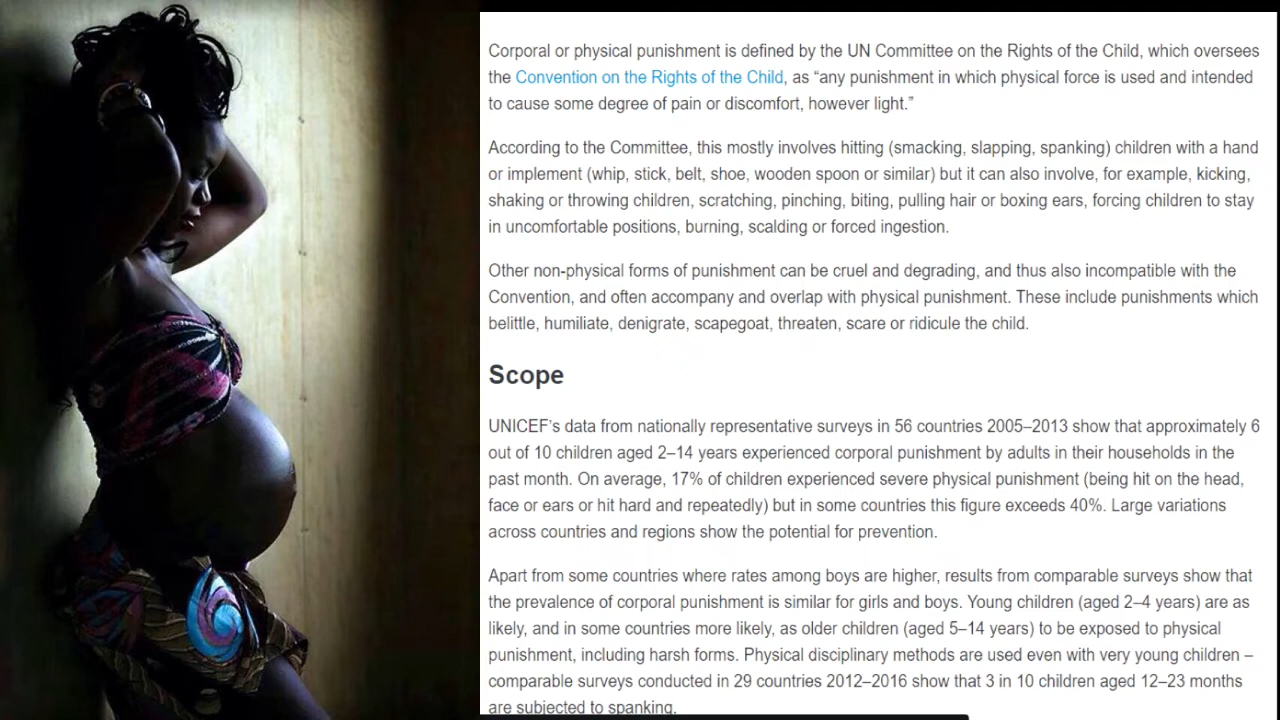 Corporal or physical punishment is defined by the UN Committee on the Rights of the Child, which oversees
the Convention on the Rights of the Child, as “any punishment in which physical force is used and intended
to cause some degree of pain or discomfort, however light.”
According to the Committee, this mostly involves hitting (smacking, slapping, spanking) children with a hand
or implement (whip, stick, belt, shoe, wooden spoon or similar) but it can also involve, for example, kicking,
shaking or throwing children, scratching, pinching, biting, pulling hair or boxing ears, forcing children to stay
in uncomfortable positions, burning, scalding or forced ingestion.
Other non-physical forms of punishment can be cruel and degrading, and thus also incompatible with the
Convention, and often accompany and overlap with physical punishment. These include punishments which
belittle, humiliate, denigrate, scapegoat, threaten, scare or ridicule the child.
Scope
UNICEF’s data from nationally representative surveys in 56 countries 2005–2013 show that approximately 6
out of 10 children aged 2–14 years experienced corporal punishment by adults in their households in the
past month. On average, 17% of children experienced severe physical punishment (being hit on the head,
face or ears or hit hard and repeatedly) but in some countries this figure exceeds 40%. Large variations
across countries and regions show the potential for prevention.
Apart from some countries where rates among boys are higher, results from comparable surveys show that
the prevalence of corporal punishment is similar for girls and boys. Young children (aged 2–4 years) are as
likely, and in some countries more likely, as older children (aged 5–14 years) to be exposed to physical
punishment, including harsh forms. Physical disciplinary methods are used even with very young children –
comparable surveys conducted in 29 countries 2012–2016 show that 3 in 10 children aged 12–23 months
are subjected to spanking.